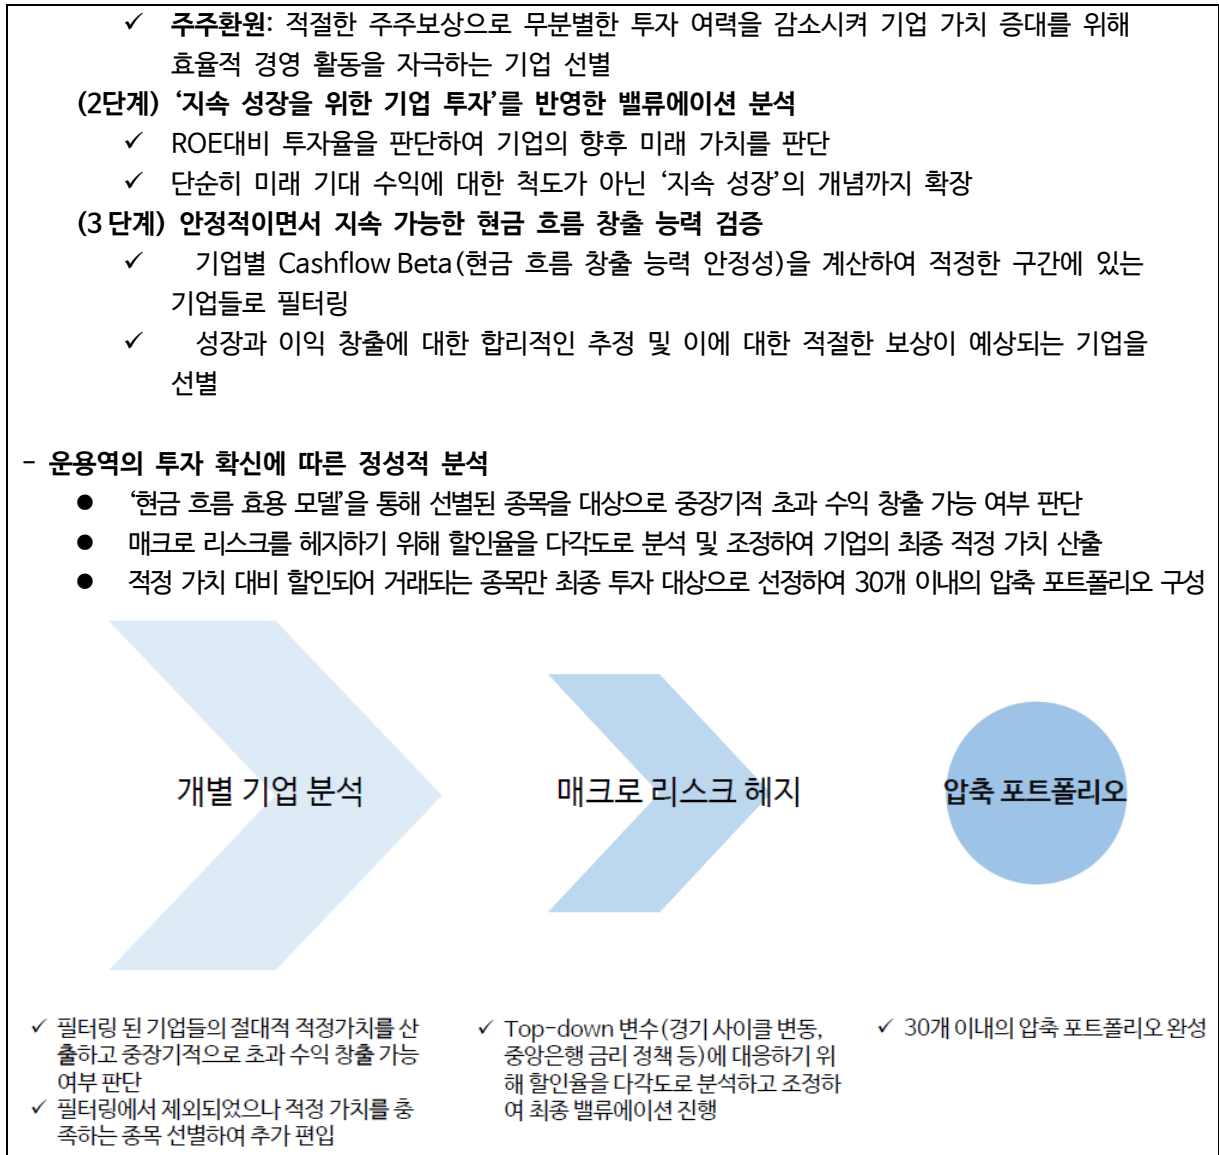 ✓ 주주환원: 적절한 주주보상으로 무분별한 투자 여력을 감소시켜 기업 가치 증대를 위해
효율적 경영 활동을 자극하는 기업 선별
(2단계) ‘지속 성장을 위한 기업 투자’를 반영한 밸류에이션 분석
✓ ROE대비 투자율을 판단하여 기업의 향후 미래 가치를 판단
✓ 단순히 미래 기대 수익에 대한 척도가 아닌 ‘지속 성장’의 개념까지 확장
(3단계) 안정적이면서 지속 가능한 현금 흐름 창출 능력 검증
✓ 기업별 Cashflow Beta(현금 흐름 창출 능력 안정성)을 계산하여 적정한 구간에 있는
기업들로 필터링
✓ 성장과 이익 창출에 대한 합리적인 추정 및 이에 대한 적절한 보상이 예상되는 기업을
선별
- 운용역의 투자 확신에 따른 정성적 분석
● ‘현금 흐름 효용 모델’을 통해 선별된 종목을 대상으로 중장기적 초과 수익 창출 가능 여부 판단
● 매크로 리스크를 헤지하기 위해 할인율을 다각도로 분석 및 조정하여 기업의 최종 적정 가치 산출
● 적정 가치 대비 할인되어 거래되는 종목만 최종 투자 대상으로 선정하여 30개 이내의 압축 포트폴리오 구성
개별 기업 분석
매크로 리스크 헤지
압축 포트폴리오
✓ 필터링 된 기업들의 절대적 적정가치를 산
출하고 중장기적으로 초과 수익 창출 가능
여부 판단
✓ 필터링에서 제외되었으나 적정 가치를 충
족하는 종목 선별하여 추가 편입
✓ Top-down 변수(경기 사이클 변동,
중앙은행 금리 정책 등)에 대응하기 위
해 할인율을 다각도로 분석하고 조정하
여 최종 밸류에이션 진행
✓ 30개 이내의 압축 포트폴리오 완성